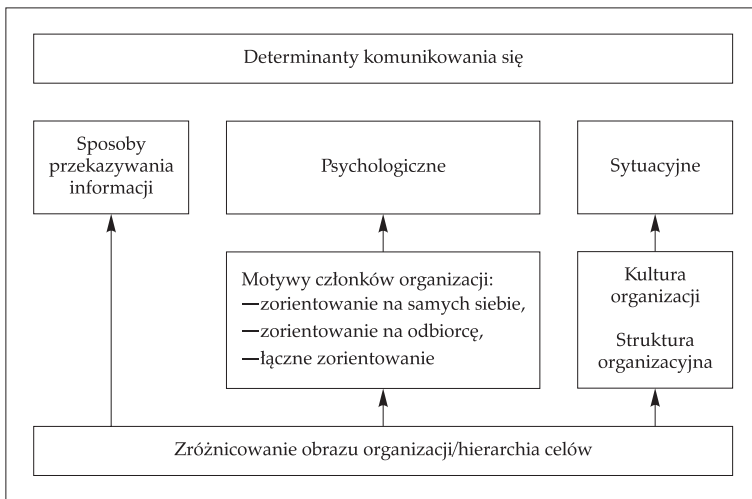 Determinanty komunikowania się
Sposoby
przekazywania
informacji
Psychologiczne
Sytuacyjne
Motywy członków organizacji:
—zorientowanie na samych siebie,
—zorientowanie na odbiorcę,
—łączne zorientowanie
Kultura
organizacji
Struktura
organizacyjna
Zróżnicowanie obrazu organizacji/hierarchia celów